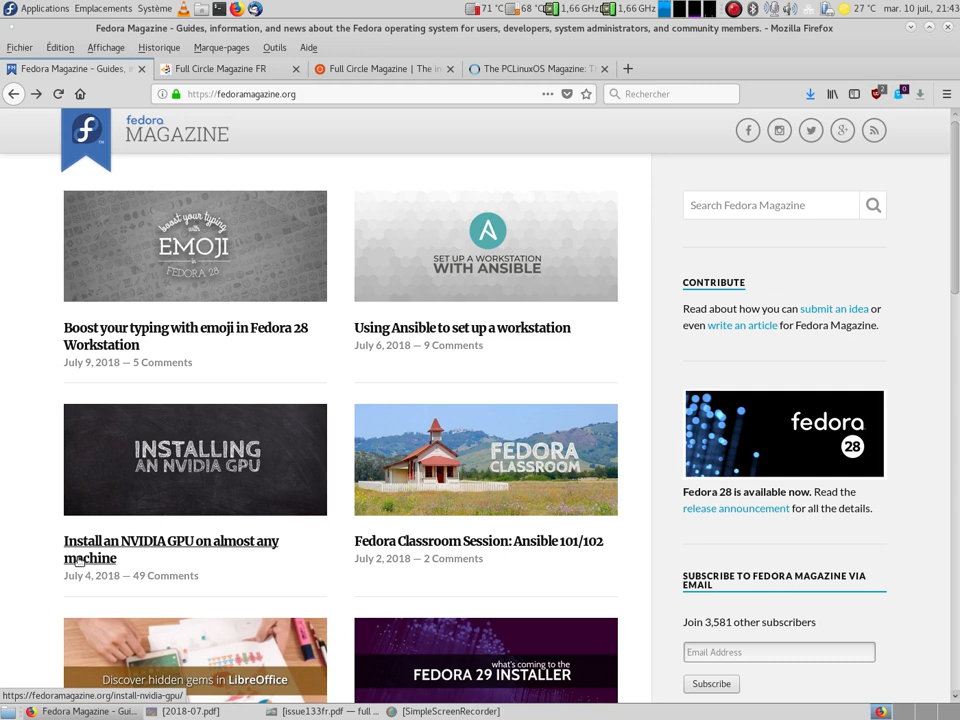 Applications Emplacements Système 71 °C 68 °C 1,66 GHz 1,66 GHz 27 °C mar. 10 juil., 21:43
Fedora Magazine - Guides, information, and news about the Fedora operating system for users, developers, system administrators, and community members. - Mozilla Firefox
Fichier Édition Affichage Historique Marque-pages Outils Aide
Fedora Magazine - Guides, i Full Circle Magazine FR Full Circle Magazine | The in The PCLinuxOS Magazine: T
https://fedoramagazine.org Rechercher 2 0
fedora
MAGAZINE
boost your typing
with
EMOJI
in
FEDORA 28
Boost your typing with emoji in Fedora 28
Workstation
July 9, 2018 — 5 Comments
SET UP A WORKSTATION
WITH ANSIBLE
Using Ansible to set up a workstation
July 6, 2018 — 9 Comments
INSTALLING
AN NVIDIA GPU
Install an NVIDIA GPU on almost any
machine
July 4, 2018 — 49 Comments
FEDORA
CLASSROOM
Fedora Classroom Session: Ansible 101/102
July 2, 2018 — 2 Comments
Discover hidden gems in LibreOffice
what's coming to the
FEDORA 29 INSTALLER
Search Fedora Magazine
CONTRIBUTE
Read about how you can submit an idea or
even write an article for Fedora Magazine.
fedora
28
Fedora 28 is available now. Read the
release announcement for all the details.
SUBSCRIBE TO FEDORA MAGAZINE VIA
EMAIL
Join 3,581 other subscribers
Email Address
Subscribe
https://fedoramagazine.org/install-nvidia-gpu/
Fedora Magazine - Gui... [2018-07.pdf] [issue133fr.pdf — full ... [SimpleScreenRecorder]